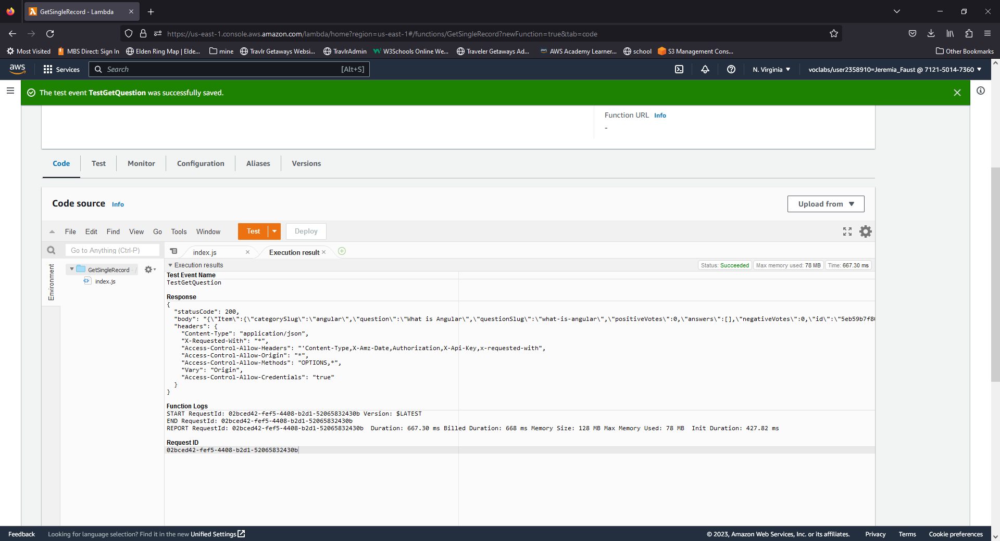 GetSingleRecord - Lambda
https://us-east-1.console.aws.amazon.com/lambda/home?region=us-east-1#/functions/GetSingleRecord?newFunction=true&tab=code
Most Visited MBS Direct: Sign In Elden Ring Map | Elde... mine Travlr Getaways Websi... TravlrAdmin W3Schools Online We... Traveler Getaways Ad... AWS Academy Learner... school S3 Management Cons... Other Bookmarks
aws Services Search [Alt+S] N. Virginia voclabs/user2358910=Jeremia_Faust @ 7121-5014-7360
The test event TestGetQuestion was successfully saved.
Function URL Info
-
Code Test Monitor Configuration Aliases Versions
Code source Info Upload from
File Edit Find View Go Tools Window Test Deploy
Go to Anything (Ctrl-P) index.js Execution result
Environment
GetSingleRecord - /
index.js
Execution results Status: Succeeded Max memory used: 78 MB Time: 667.30 ms
Test Event Name
TestGetQuestion
Response
{
"statusCode": 200,
"body": "{\"Item\":{\"categorySlug\":\"angular\",\"question\":\"What is Angular\",\"questionSlug\":\"what-is-angular\",\"positiveVotes\":0,\"answers\":[],\"negativeVotes\":0,\"id\":\"5eb59b7f8
"headers": {
"Content-Type": "application/json",
"X-Requested-With": "*",
"Access-Control-Allow-Headers": "'Content-Type,X-Amz-Date,Authorization,X-Api-Key,x-requested-with",
"Access-Control-Allow-Origin": "*",
"Access-Control-Allow-Methods": "OPTIONS,*",
"Vary": "Origin",
"Access-Control-Allow-Credentials": "true"
}
}
Function Logs
START RequestId: 02bced42-fef5-4408-b2d1-52065832430b Version: $LATEST
END RequestId: 02bced42-fef5-4408-b2d1-52065832430b
REPORT RequestId: 02bced42-fef5-4408-b2d1-52065832430b Duration: 667.30 ms Billed Duration: 668 ms Memory Size: 128 MB Max Memory Used: 78 MB Init Duration: 427.82 ms
Request ID
02bced42-fef5-4408-b2d1-52065832430b
Feedback Looking for language selection? Find it in the new Unified Settings © 2023, Amazon Web Services, Inc. or its affiliates. Privacy Terms Cookie preferences